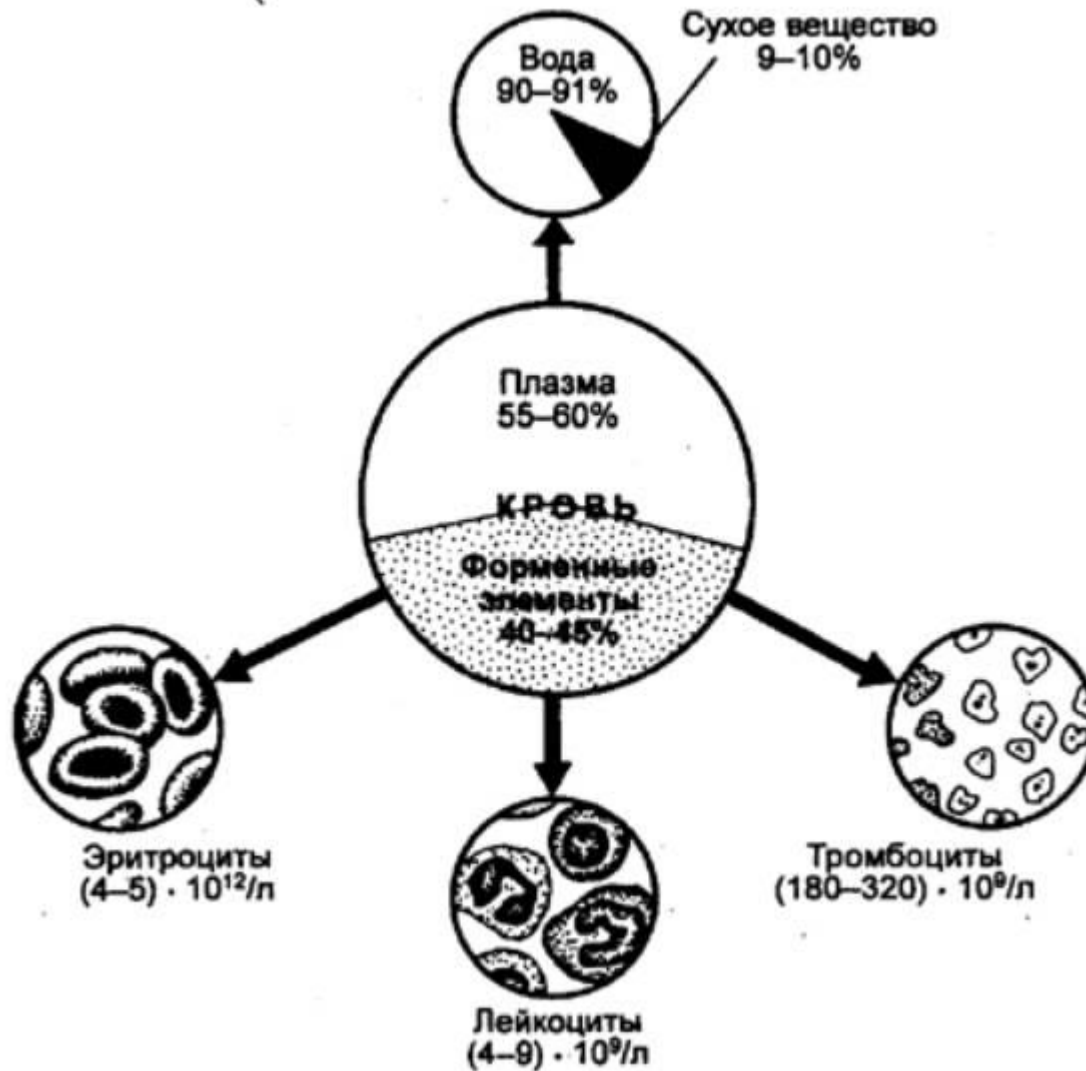 Вода
90–91%
Сухое вещество
9–10%
Плазма
55–60%
КРОВЬ
Форменные
элементы
40–45%
Эритроциты
(4–5) · 10¹²/л
Лейкоциты
(4–9) · 10⁹/л
Тромбоциты
(180–320) · 10⁹/л